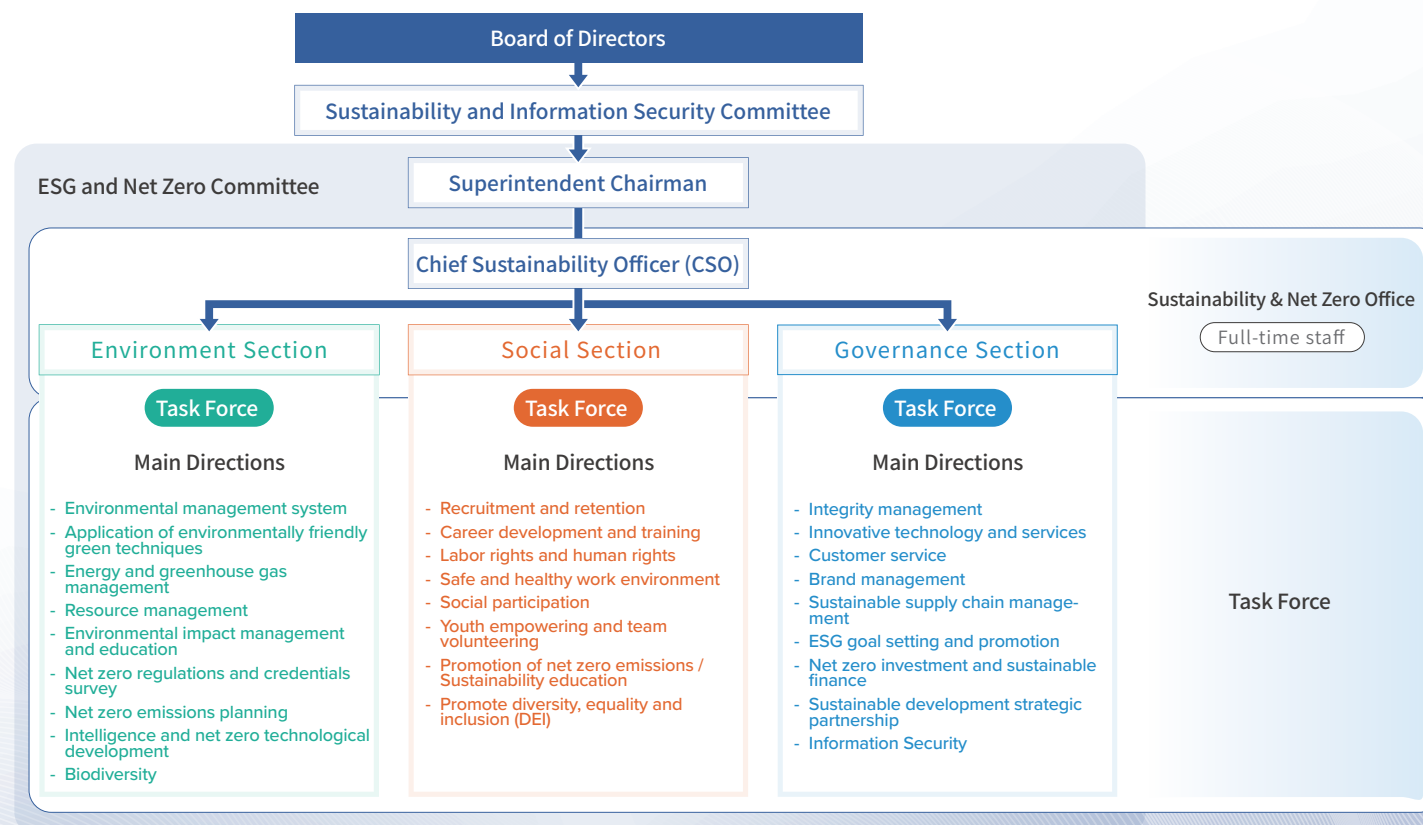 Board of Directors
Sustainability and Information Security Committee
ESG and Net Zero Committee
Superintendent Chairman
Chief Sustainability Officer (CSO)
Sustainability & Net Zero Office
Full-time staff
Environment Section
Task Force
Main Directions
- Environmental management system
- Application of environmentally friendly
green techniques
- Energy and greenhouse gas
management
- Resource management
- Environmental impact management
and education
- Net zero regulations and credentials
survey
- Net zero emissions planning
- Intelligence and net zero technological
development
- Biodiversity
Social Section
Task Force
Main Directions
- Recruitment and retention
- Career development and training
- Labor rights and human rights
- Safe and healthy work environment
- Social participation
- Youth empowering and team
volunteering
- Promotion of net zero emissions /
Sustainability education
- Promote diversity, equality and
inclusion (DEI)
Governance Section
Task Force
Main Directions
- Integrity management
- Innovative technology and services
- Customer service
- Brand management
- Sustainable supply chain manage-
ment
- ESG goal setting and promotion
- Net zero investment and sustainable
finance
- Sustainable development strategic
partnership
- Information Security
Task Force